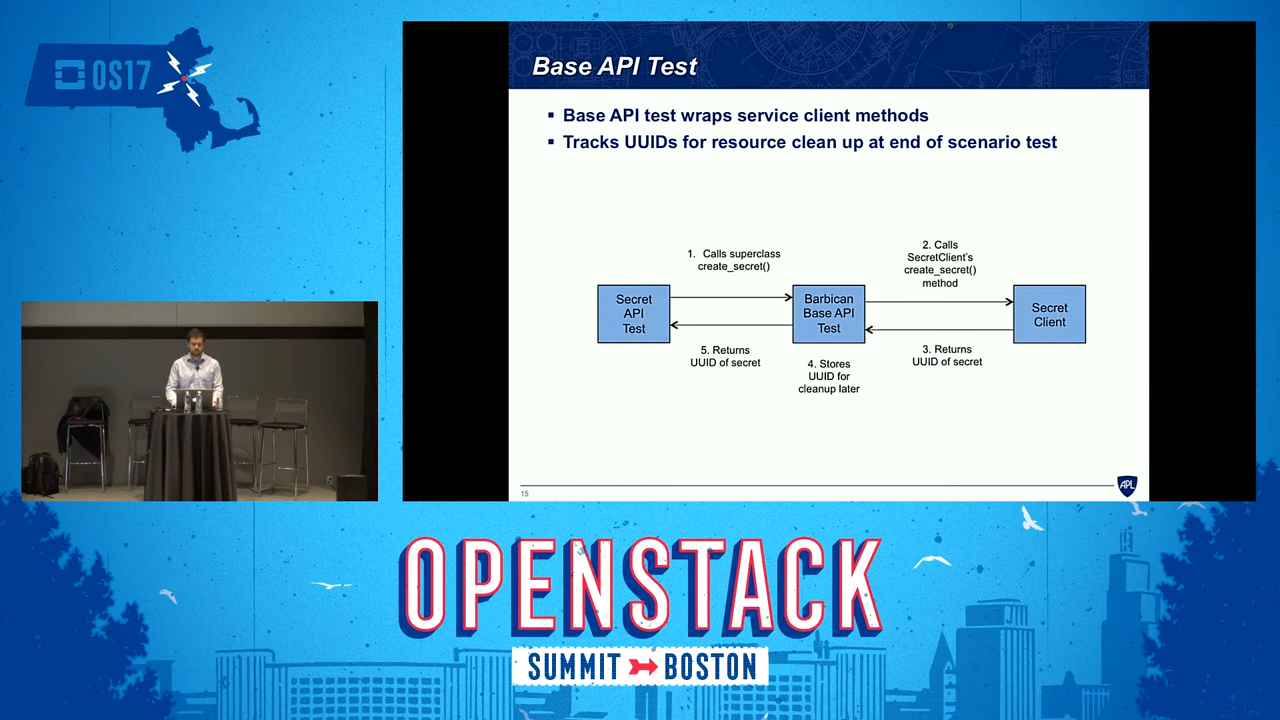 OS17
Base API Test
Base API test wraps service client methods
Tracks UUIDs for resource clean up at end of scenario test
1. Calls superclass
create_secret()
2. Calls
SecretClient's
create_secret()
method
Secret
API
Test
Barbican
Base API
Test
Secret
Client
5. Returns
UUID of secret
4. Stores
UUID for
cleanup later
3. Returns
UUID of secret
15
APL
OPENSTACK
SUMMIT BOSTON